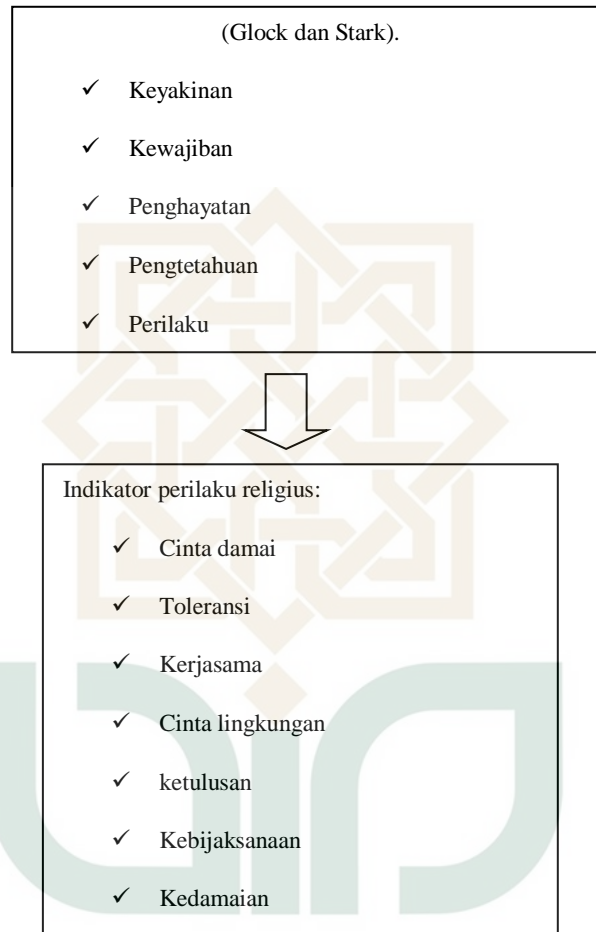 (Glock dan Stark).
✓ Keyakinan
✓ Kewajiban
✓ Penghayatan
✓ Pengtetahuan
✓ Perilaku
Indikator perilaku religius:
✓ Cinta damai
✓ Toleransi
✓ Kerjasama
✓ Cinta lingkungan
✓ ketulusan
✓ Kebijaksanaan
✓ Kedamaian